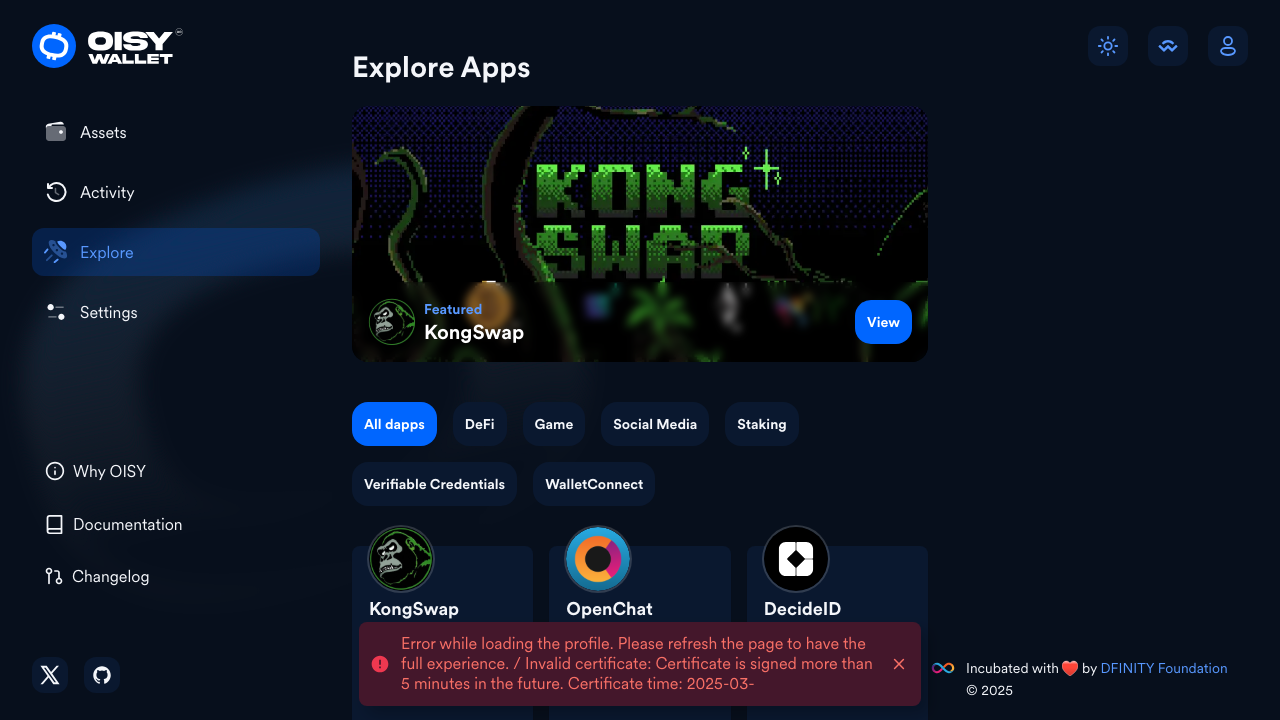 OISY
WALLET
Explore Apps
Assets
Activity
Explore
Settings
KONG
SWAP
Featured
KongSwap
View
All dapps
DeFi
Game
Social Media
Staking
Verifiable Credentials
WalletConnect
KongSwap
OpenChat
DecideID
Why OISY
Documentation
Changelog
Error while loading the profile. Please refresh the page to have the
full experience. / Invalid certificate: Certificate is signed more than
5 minutes in the future. Certificate time: 2025-03-
Incubated with ❤️ by DFINITY Foundation
© 2025